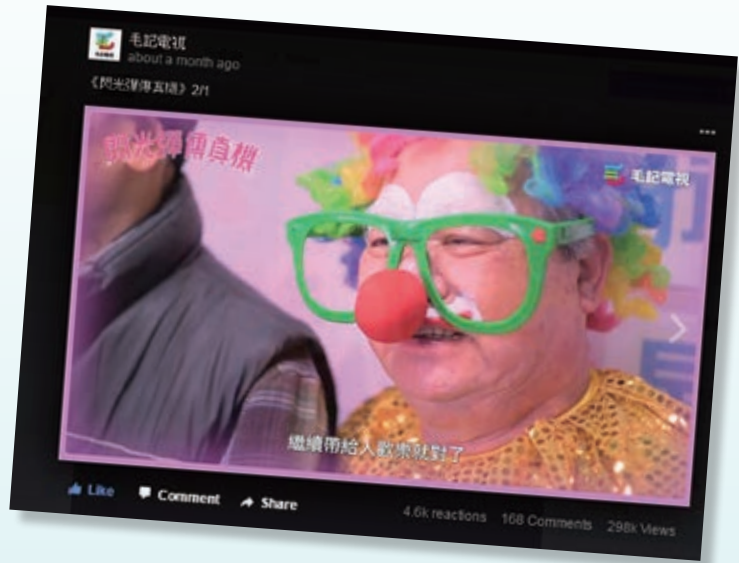 毛記電視
about a month ago
《閃光彈傳真機》2/1
閃光彈傳真機
毛記電視
繼續帶給人歡樂就對了
Like Comment Share
4.6k reactions 168 Comments 298k Views